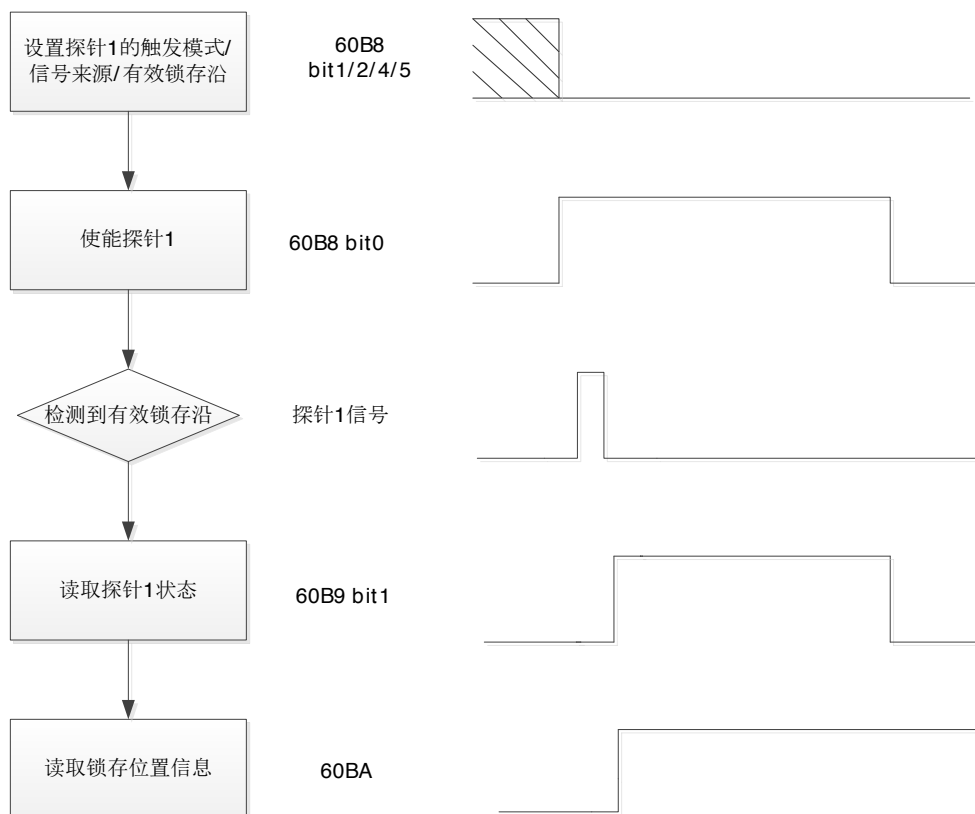 设置探针1的触发模式/
信号来源/有效锁存沿
60B8
bit1/2/4/5
使能探针1
60B8 bit0
检测到有效锁存沿
探针1信号
读取探针1状态
60B9 bit1
读取锁存位置信息
60BA